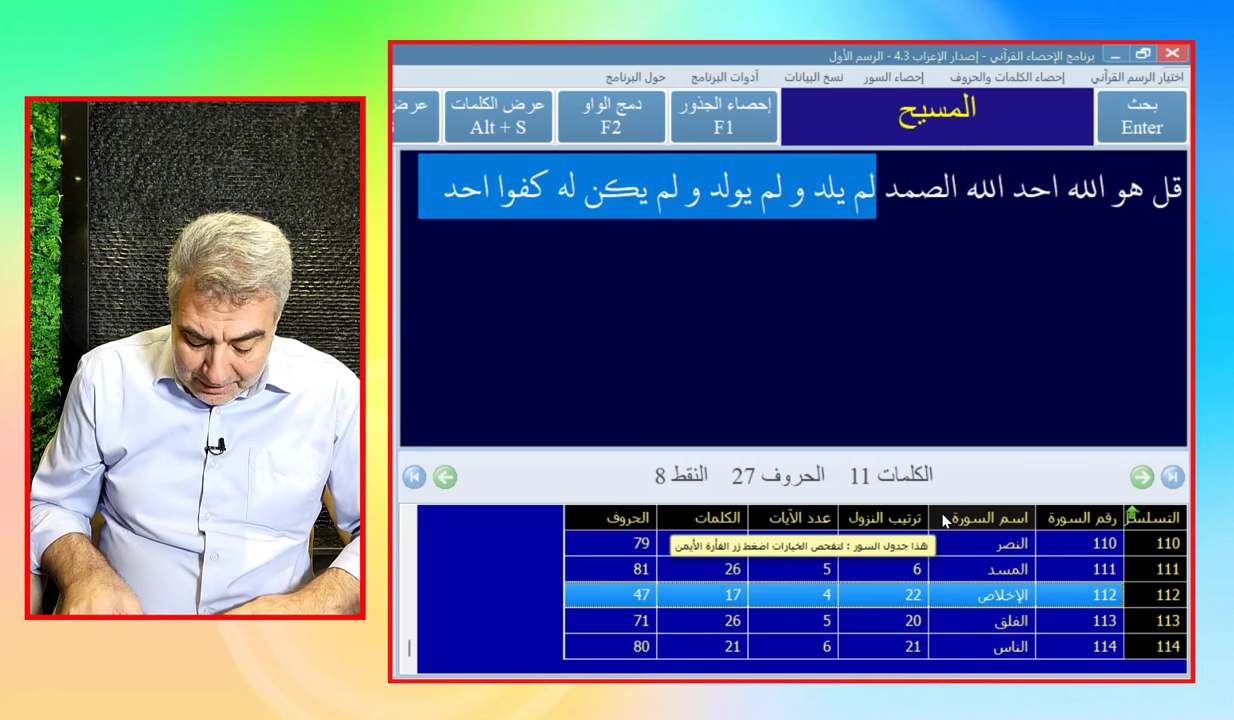 برنامج الإحصاء القرآني - إصدار الإعراب 4.3 - الرسم الأول
اختيار الرسم القرآني إحصاء الكلمات والحروف إحصاء السور نسخ البيانات أدوات البرنامج حول البرنامج
بحث المسيح إحصاء الجذور دمج الواو عرض الكلمات عرض
Enter F1 F2 Alt + S
قل هو الله احد الله الصمد لم يلد و لم يولد و لم يكن له كفوا احد
الكلمات 11 الحروف 27 النقط 8
التسلسل رقم السورة اسم السورة ترتيب النزول عدد الآيات الكلمات الحروف
110 110 النصر 79
هذا جدول السور : لتفحص الخيارات اضغط زر الفأرة الأيمن
111 111 المسد 6 5 26 81
112 112 الإخلاص 22 4 17 47
113 113 الفلق 20 5 26 71
114 114 الناس 21 6 21 80